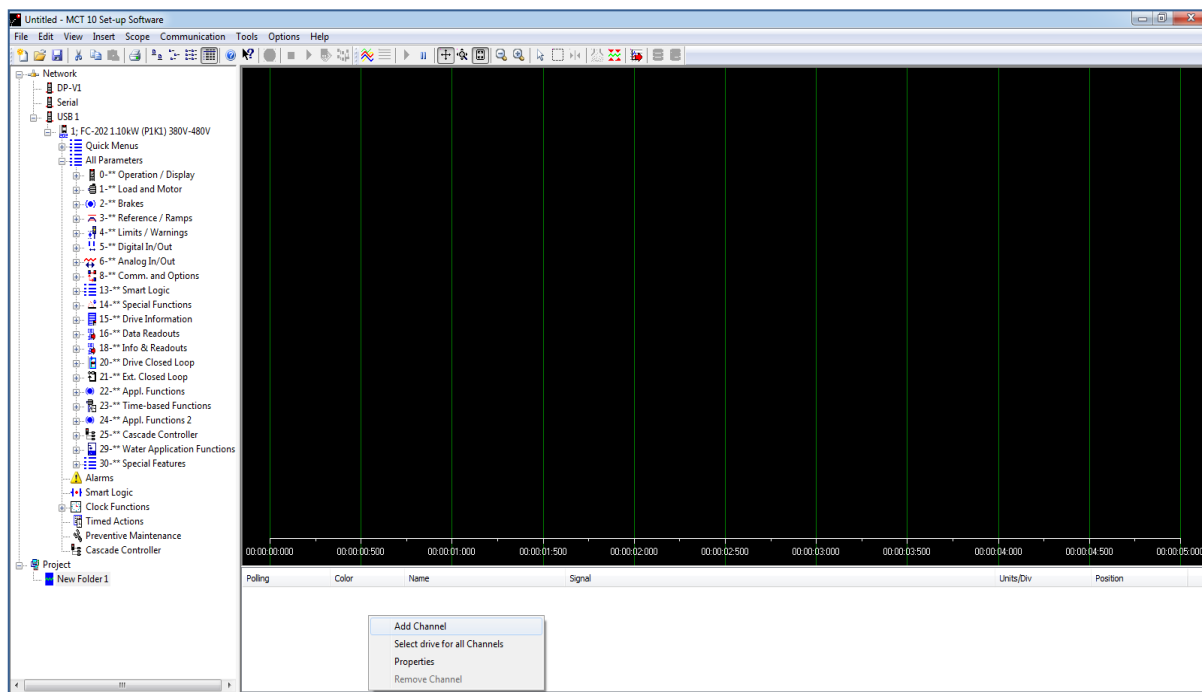 Untitled - MCT 10 Set-up Software
File Edit View Insert Scope Communication Tools Options Help
Network
DP-V1
Serial
USB 1
1; FC-202 1.10kW (P1K1) 380V-480V
Quick Menus
All Parameters
0-** Operation / Display
1-** Load and Motor
2-** Brakes
3-** Reference / Ramps
4-** Limits / Warnings
5-** Digital In/Out
6-** Analog In/Out
8-** Comm. and Options
13-** Smart Logic
14-** Special Functions
15-** Drive Information
16-** Data Readouts
18-** Info & Readouts
20-** Drive Closed Loop
21-** Ext. Closed Loop
22-** Appl. Functions
23-** Time-based Functions
24-** Appl. Functions 2
25-** Cascade Controller
29-** Water Application Functions
30-** Special Features
Alarms
Smart Logic
Clock Functions
Timed Actions
Preventive Maintenance
Cascade Controller
Project
New Folder1
00:00:00:000 00:00:00:500 00:00:01:000 00:00:01:500 00:00:02:000 00:00:02:500 00:00:03:000 00:00:03:500 00:00:04:000 00:00:04:500 00:00:05:000
Polling Color Name Signal Units/Div Position
Add Channel
Select drive for all Channels
Properties
Remove Channel